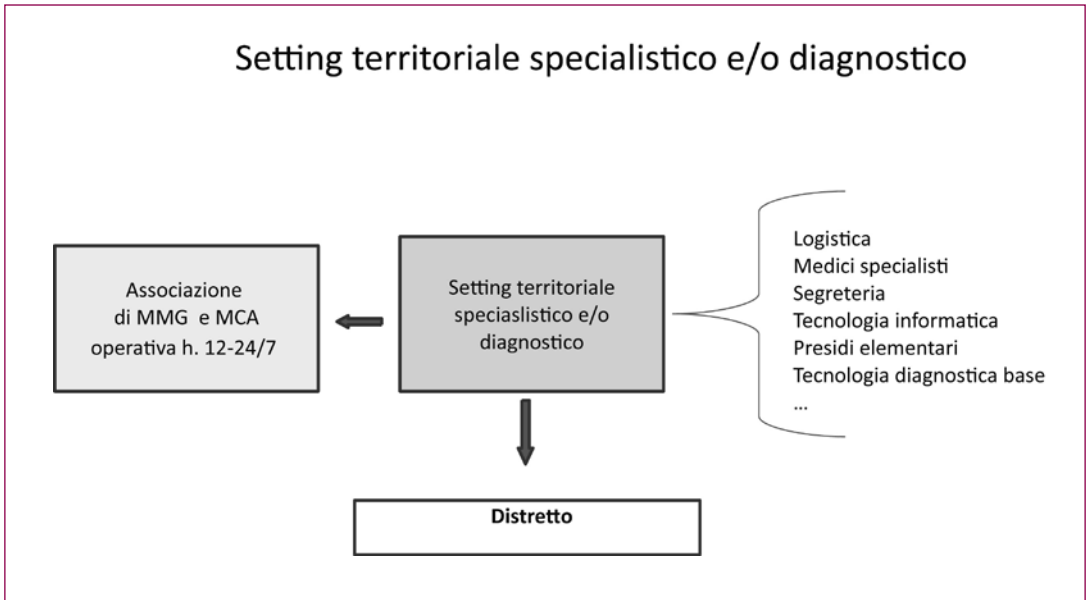 Setting territoriale specialistico e/o diagnostico
Associazione
di MMG e MCA
operativa h. 12-24/7
Setting territoriale
speciaslistico e/o
diagnostico
Logistica
Medici specialisti
Segreteria
Tecnologia informatica
Presidi elementari
Tecnologia diagnostica base
...
Distretto